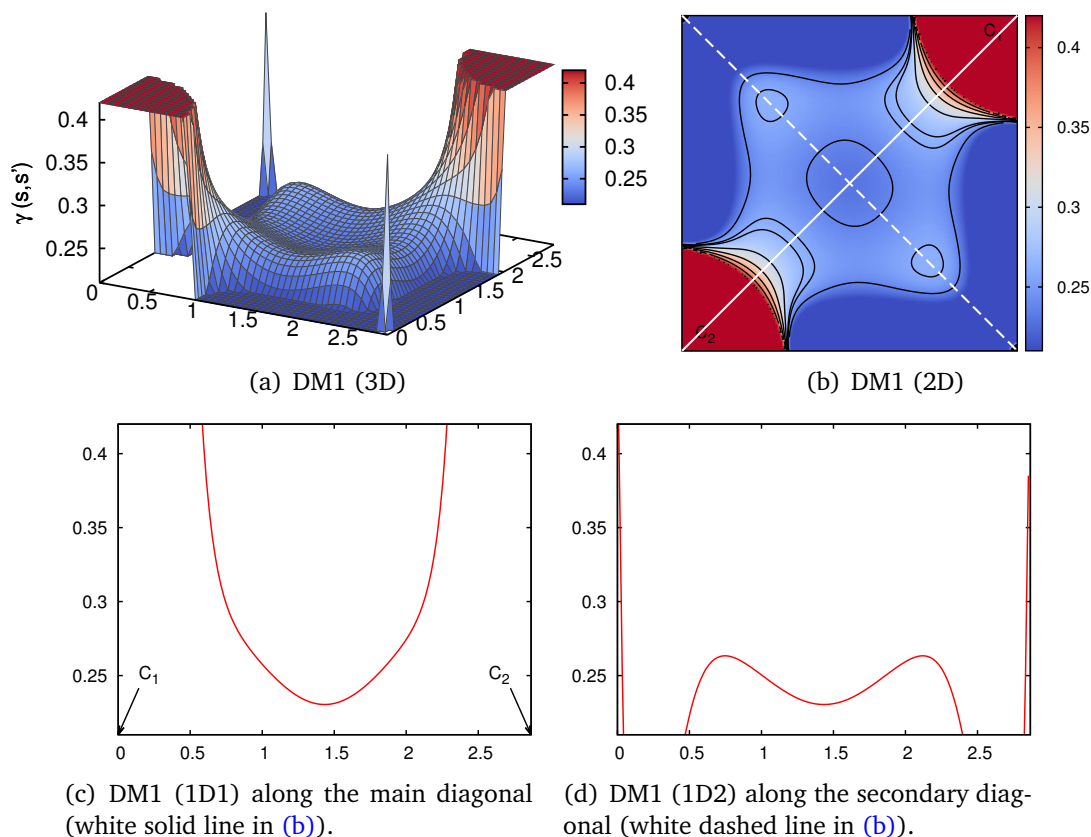 γ (s,s')
0.4
0.35
0.3
0.25
0
0.5
1
1.5
2
2.5
0
0.5
1
1.5
2
2.5
0.4
0.35
0.3
0.25
(a) DM1 (3D)
C1
C2
0.4
0.35
0.3
0.25
(b) DM1 (2D)
0.4
0.35
0.3
0.25
C1
C2
0 0.5 1 1.5 2 2.5
(c) DM1 (1D1) along the main diagonal
(white solid line in (b)).
0.4
0.35
0.3
0.25
0 0.5 1 1.5 2 2.5
(d) DM1 (1D2) along the secondary diag-
onal (white dashed line in (b)).